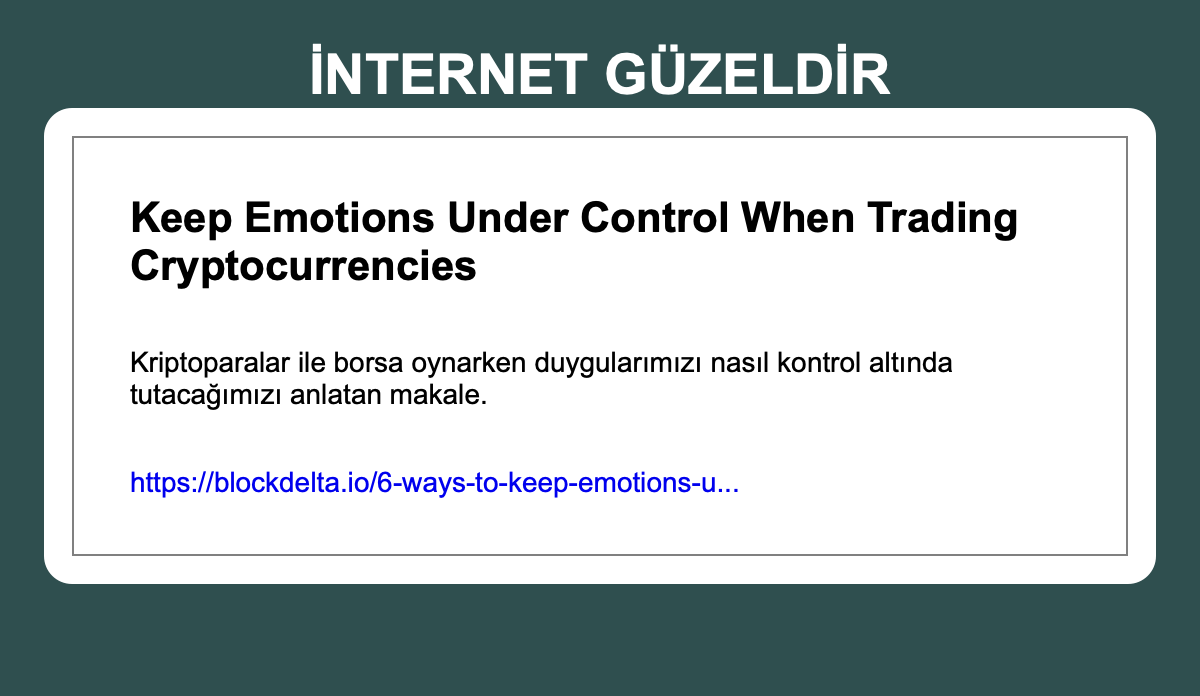 İNTERNET GÜZELDİR
Keep Emotions Under Control When Trading
Cryptocurrencies
Kriptoparalar ile borsa oynarken duygularımızı nasıl kontrol altında
tutacağımızı anlatan makale.
https://blockdelta.io/6-ways-to-keep-emotions-u...